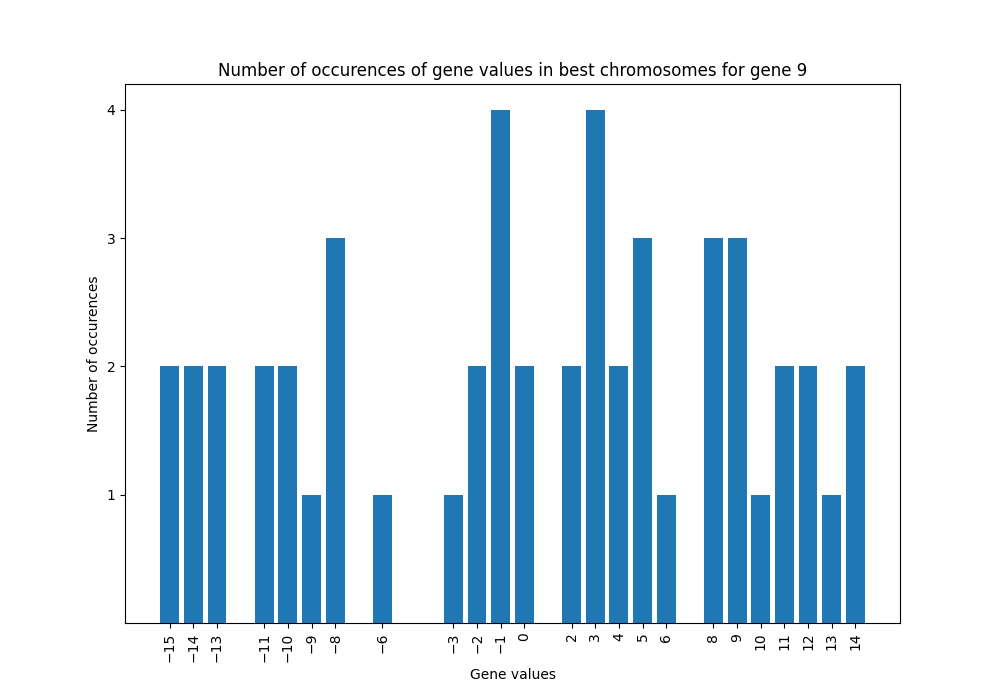 Number of occurences of gene values in best chromosomes for gene 9
Number of occurences
4
3
2
1
−15 −14 −13 −11 −10 −9 −8 −6 −3 −2 −1 0 2 3 4 5 6 8 9 10 11 12 13 14
Gene values